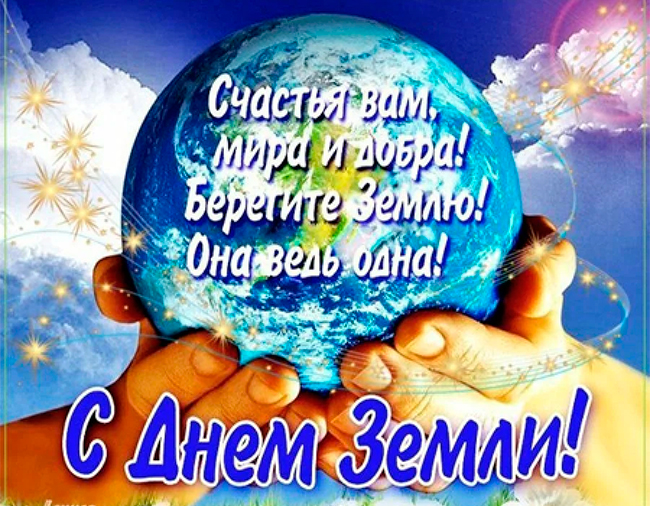 Счастья вам,
мира и добра!
Берегите Землю!
Она ведь одна!
С Днем Земли!